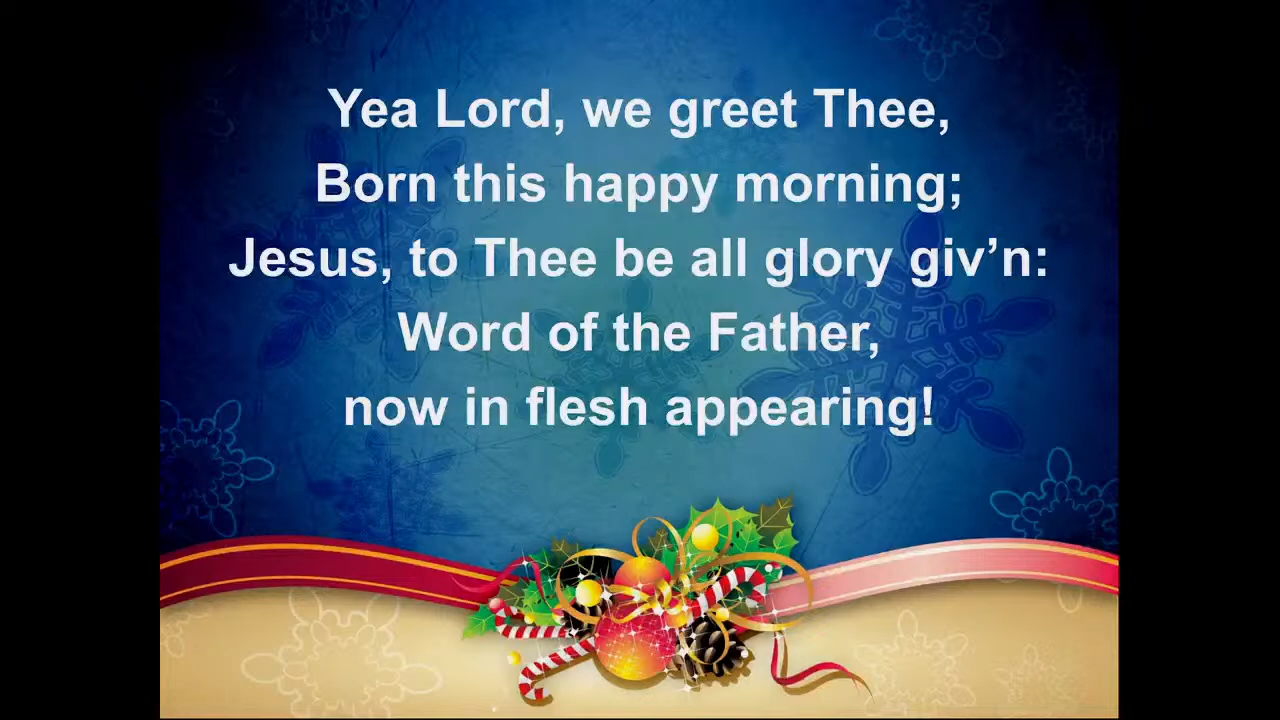 Yea Lord, we greet Thee,
Born this happy morning;
Jesus, to Thee be all glory giv’n:
Word of the Father,
now in flesh appearing!